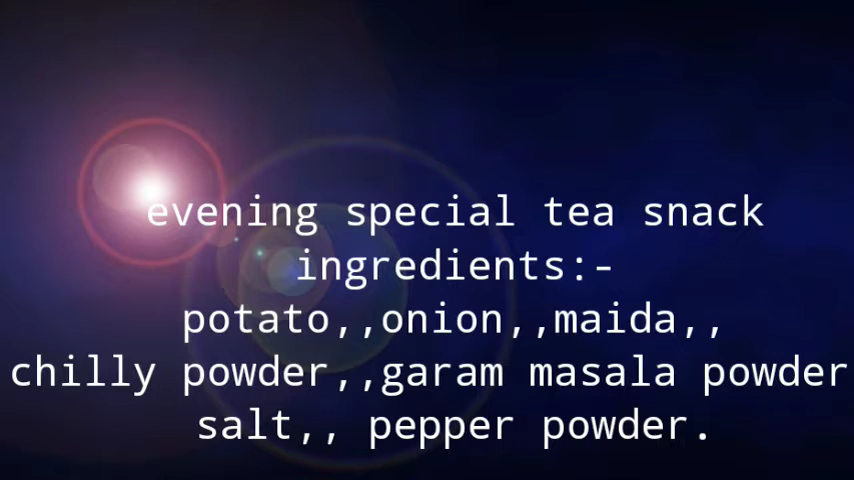 evening special tea snack
ingredients:-
potato,,onion,,maida,,
chilly powder,,garam masala powder
salt,, pepper powder.